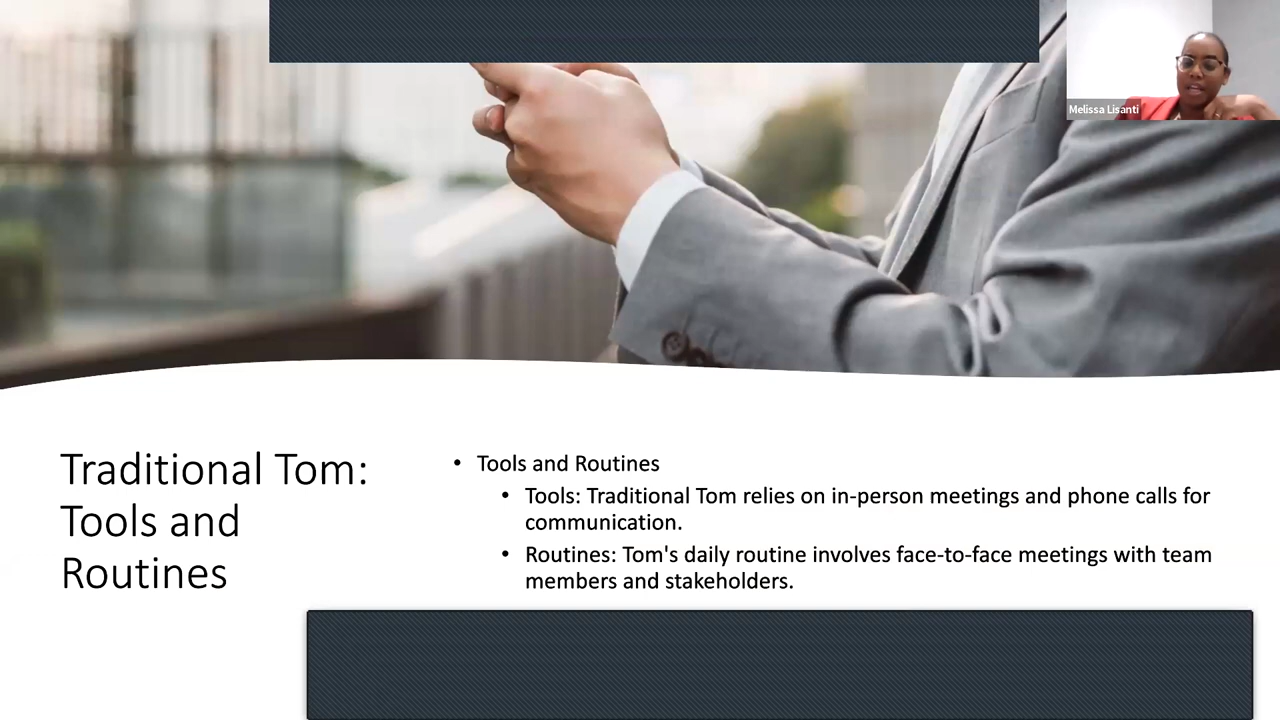 Melissa Lisanti
Traditional Tom:
Tools and
Routines
• Tools and Routines
• Tools: Traditional Tom relies on in-person meetings and phone calls for
communication.
• Routines: Tom's daily routine involves face-to-face meetings with team
members and stakeholders.